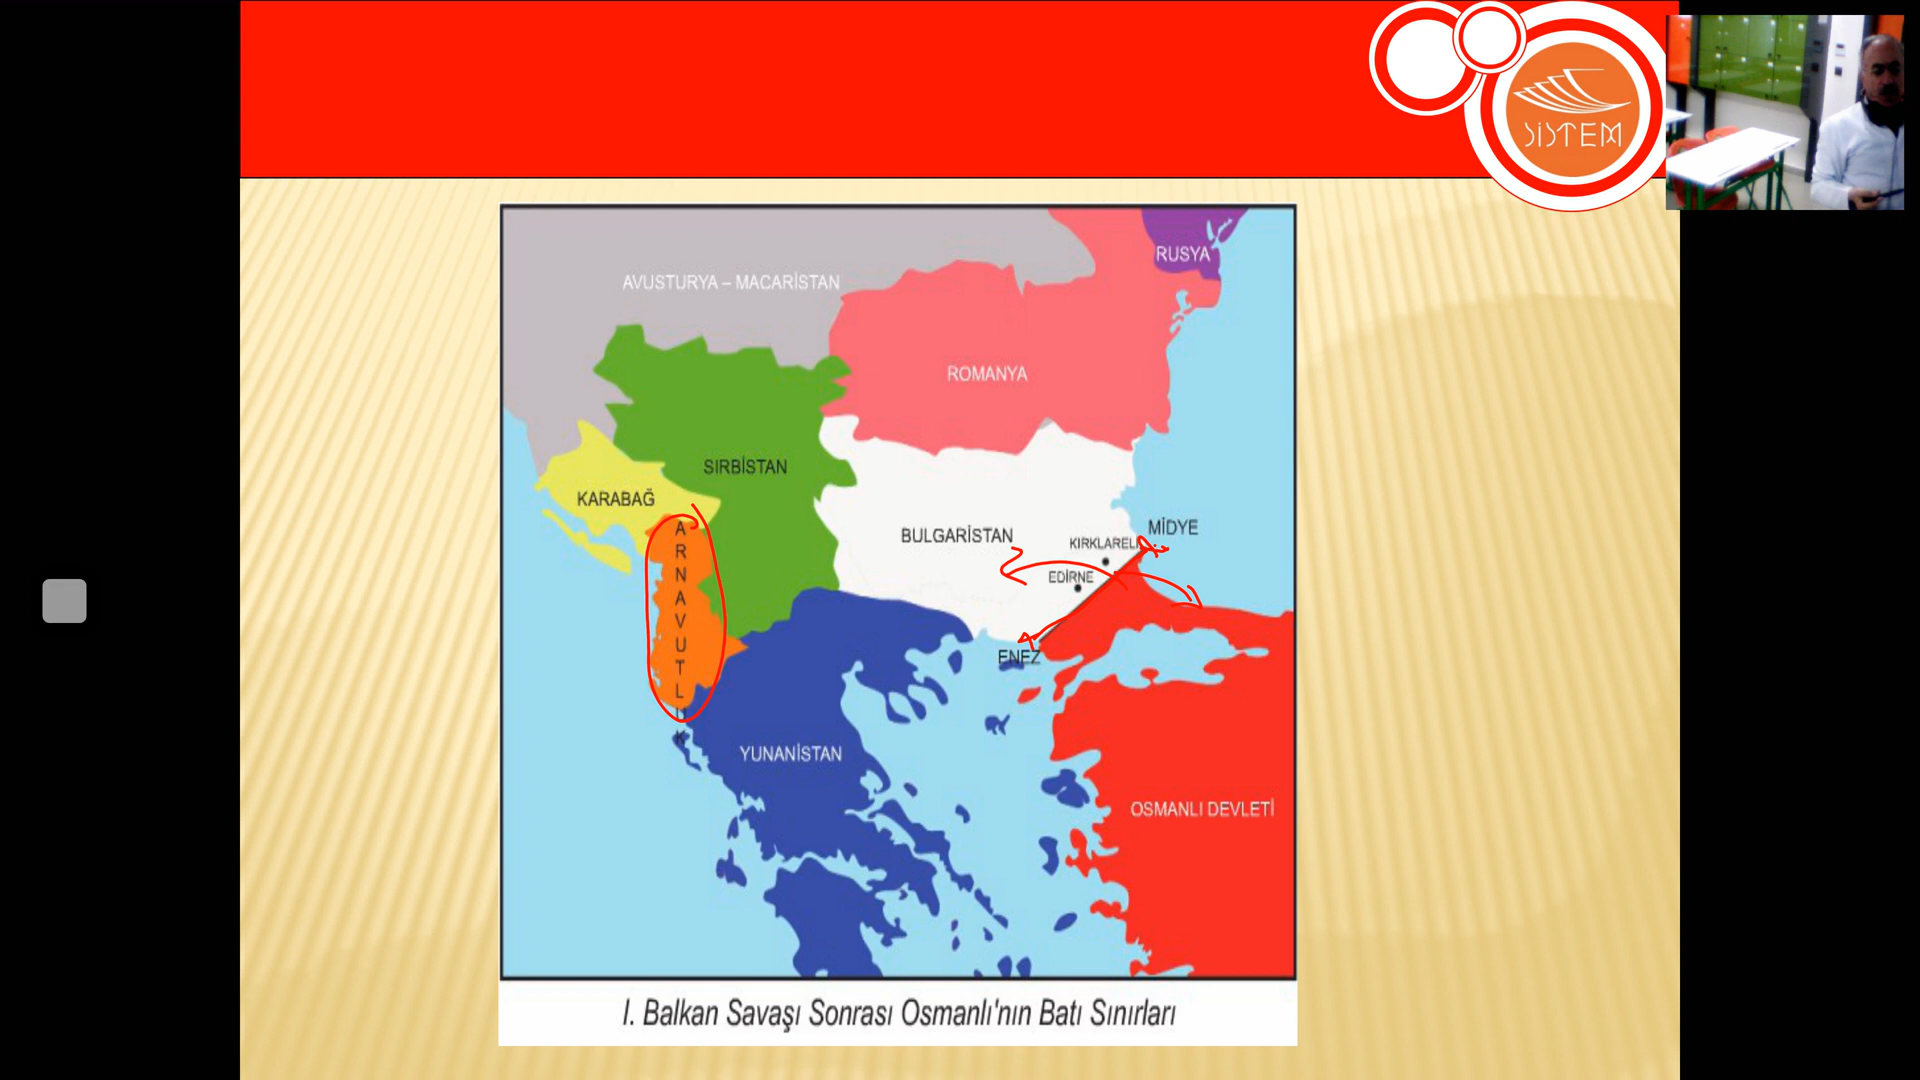 SİSTEM
RUSYA
AVUSTURYA – MACARİSTAN
ROMANYA
SIRBİSTAN
KARABAĞ
ARNAVUTLUK
BULGARİSTAN
MİDYE
KIRKLARELİ
EDİRNE
ENEZ
YUNANİSTAN
OSMANLI DEVLETİ
I. Balkan Savaşı Sonrası Osmanlı'nın Batı Sınırları